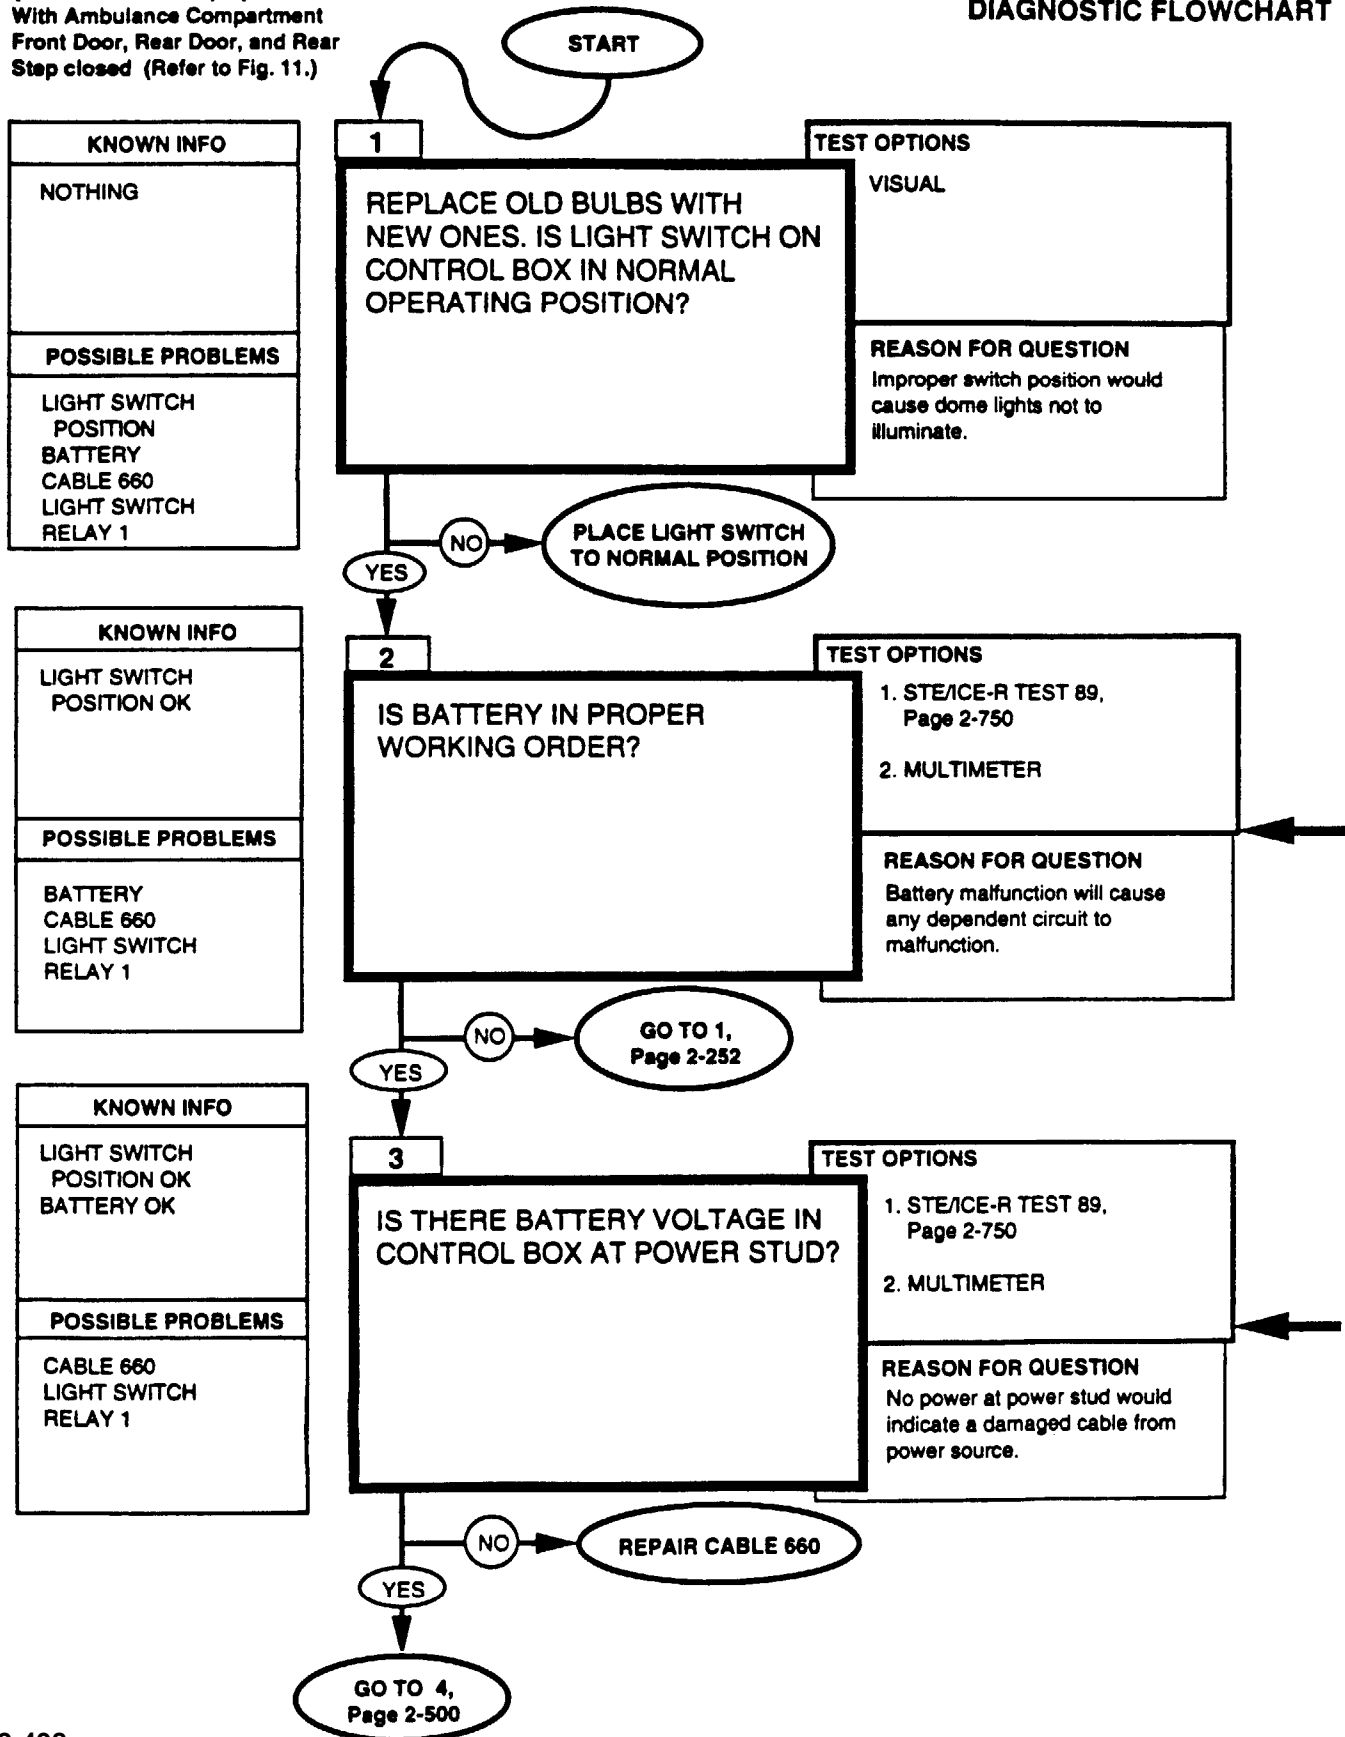 With Ambulance Compartment
Front Door, Rear Door, and Rear
Step closed (Refer to Fig. 11.)
DIAGNOSTIC FLOWCHART
START
KNOWN INFO
NOTHING
POSSIBLE PROBLEMS
LIGHT SWITCH
POSITION
BATTERY
CABLE 660
LIGHT SWITCH
RELAY 1
1
REPLACE OLD BULBS WITH
NEW ONES. IS LIGHT SWITCH ON
CONTROL BOX IN NORMAL
OPERATING POSITION?
TEST OPTIONS
VISUAL
REASON FOR QUESTION
Improper switch position would
cause dome lights not to
illuminate.
NO
PLACE LIGHT SWITCH
TO NORMAL POSITION
YES
KNOWN INFO
LIGHT SWITCH
POSITION OK
POSSIBLE PROBLEMS
BATTERY
CABLE 660
LIGHT SWITCH
RELAY 1
2
IS BATTERY IN PROPER
WORKING ORDER?
TEST OPTIONS
1. STE/ICE-R TEST 89,
Page 2-750
2. MULTIMETER
REASON FOR QUESTION
Battery malfunction will cause
any dependent circuit to
malfunction.
NO
GO TO 1,
Page 2-252
YES
KNOWN INFO
LIGHT SWITCH
POSITION OK
BATTERY OK
POSSIBLE PROBLEMS
CABLE 660
LIGHT SWITCH
RELAY 1
3
IS THERE BATTERY VOLTAGE IN
CONTROL BOX AT POWER STUD?
TEST OPTIONS
1. STE/ICE-R TEST 89,
Page 2-750
2. MULTIMETER
REASON FOR QUESTION
No power at power stud would
indicate a damaged cable from
power source.
NO
REPAIR CABLE 660
YES
GO TO 4,
Page 2-500